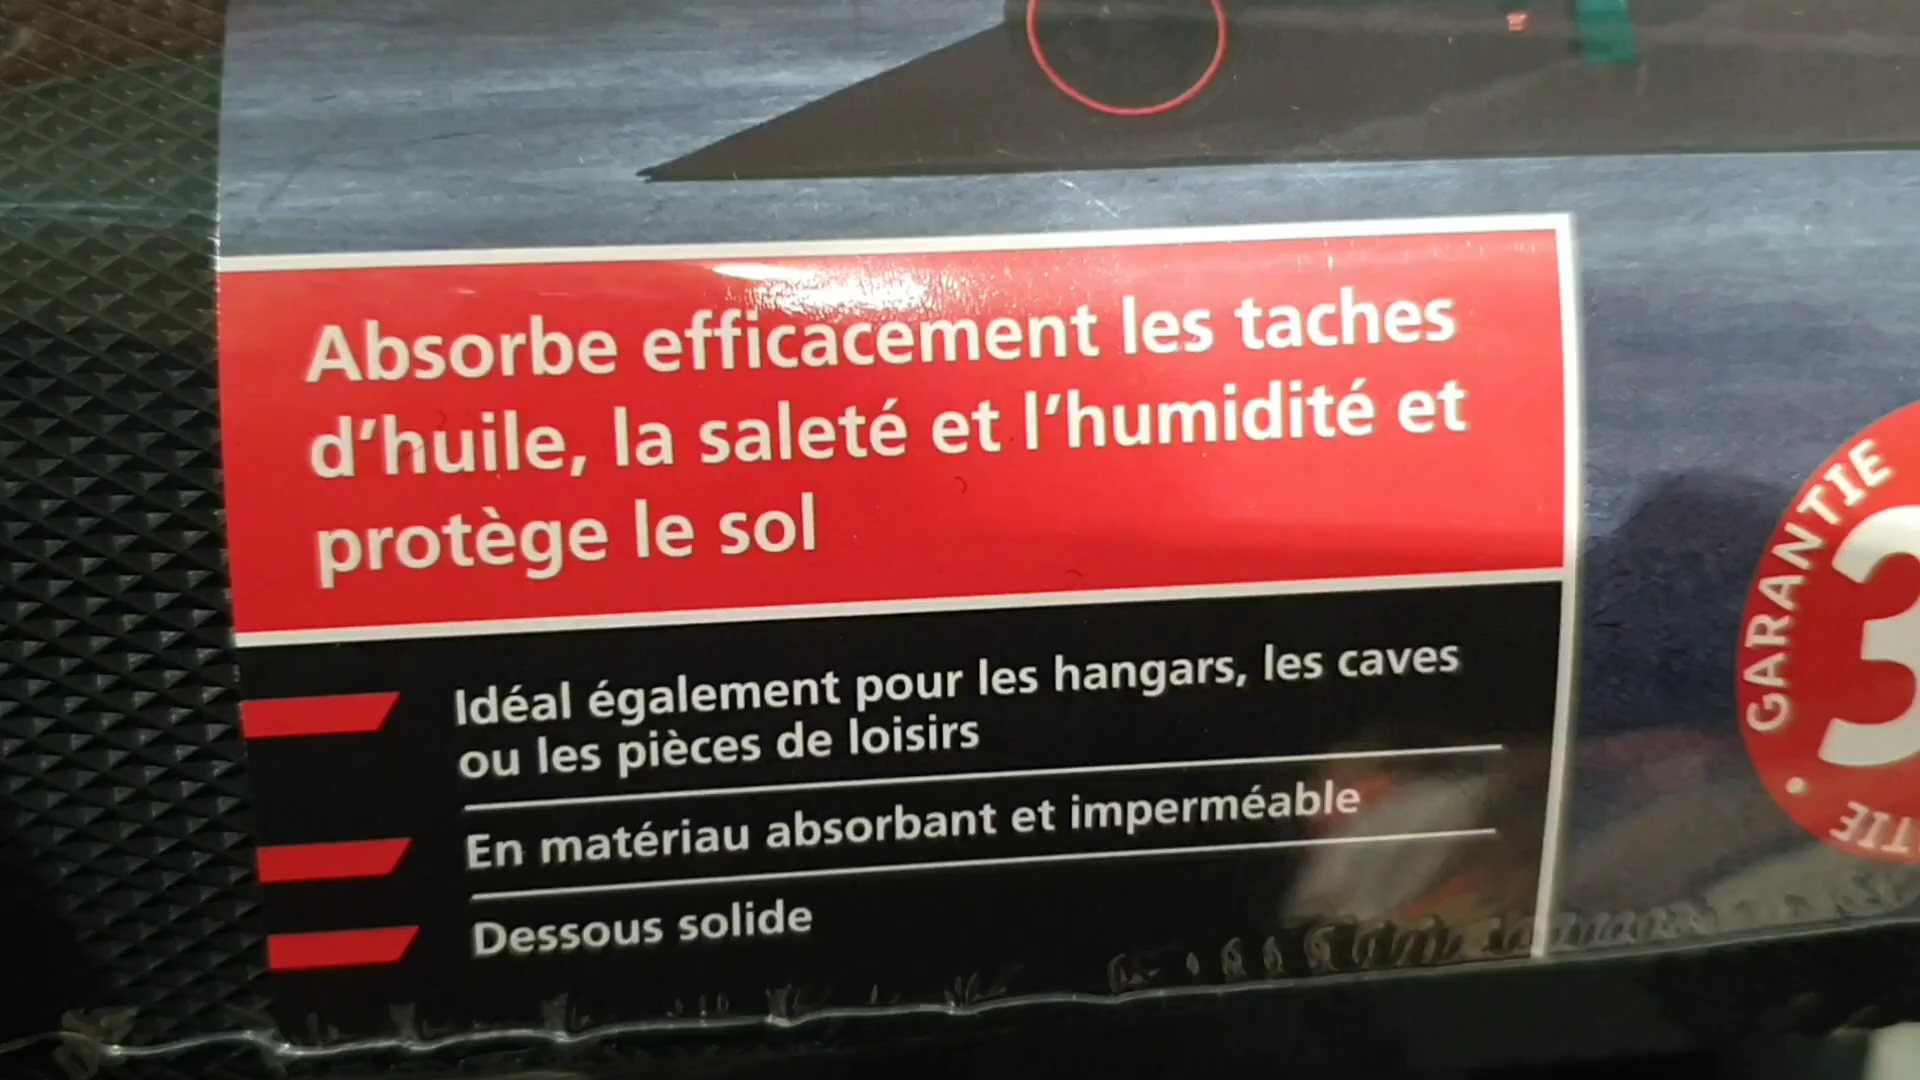 Absorbe efficacement les taches
d’huile, la saleté et l’humidité et
protège le sol
Idéal également pour les hangars, les caves
ou les pièces de loisirs
En matériau absorbant et imperméable
Dessous solide
GARANTIE
3